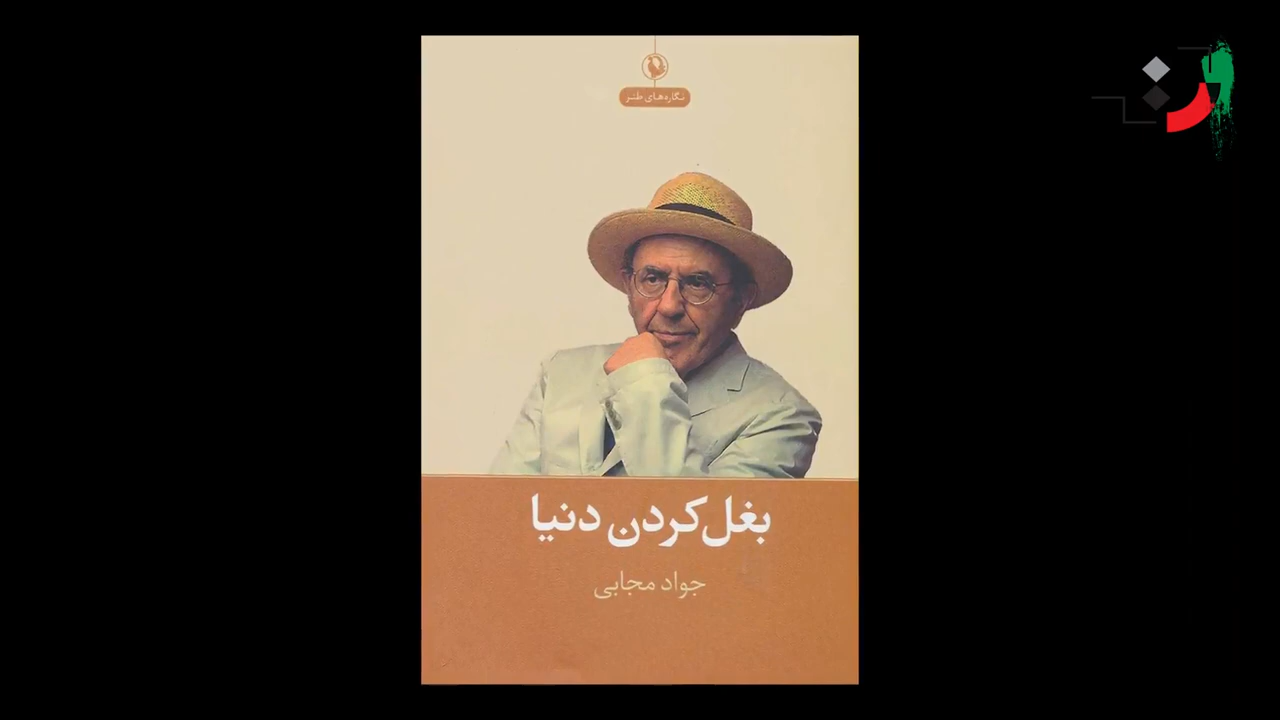 نگاره‌های طنز
بغل کردن دنیا
جواد مجابی